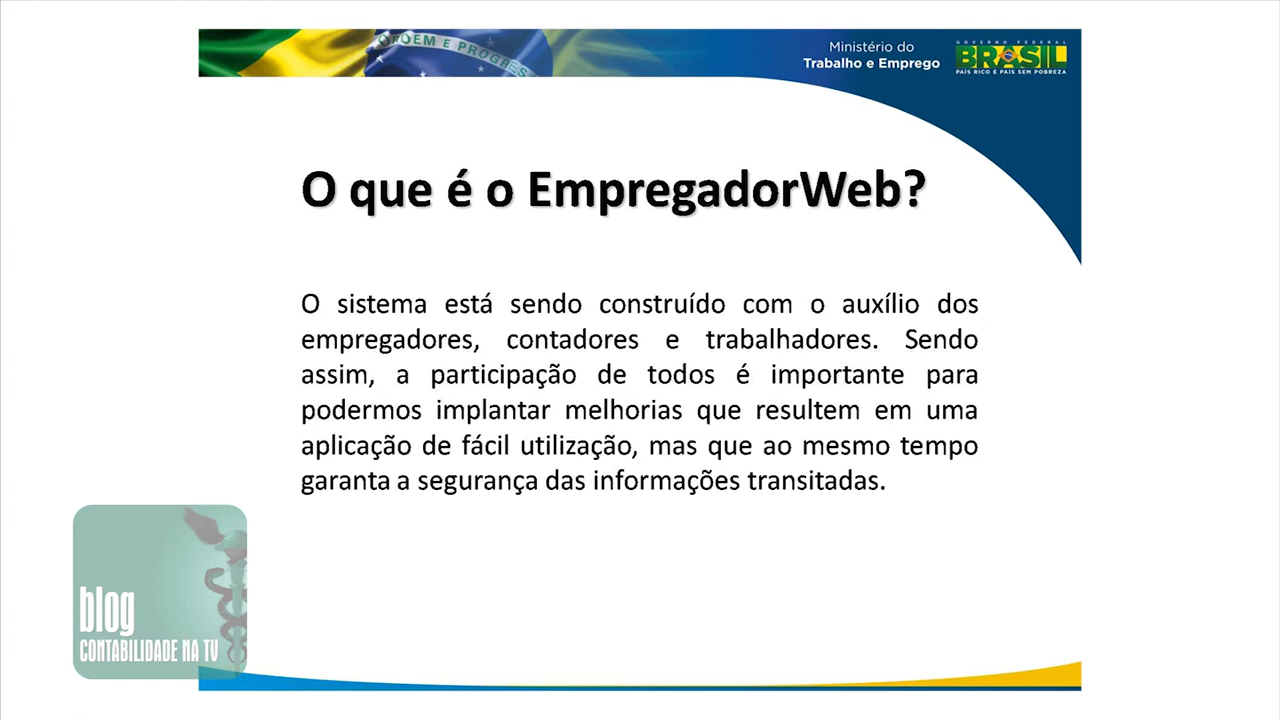 ORDEM E PROGRES
Ministério do
Trabalho e Emprego
GOVERNO FEDERAL
BRASIL
PAÍS RICO É PAÍS SEM POBREZA
O que é o EmpregadorWeb?
O sistema está sendo construído com o auxílio dos
empregadores, contadores e trabalhadores. Sendo
assim, a participação de todos é importante para
podermos implantar melhorias que resultem em uma
aplicação de fácil utilização, mas que ao mesmo tempo
garanta a segurança das informações transitadas.
blog
CONTABILIDADE NA TV